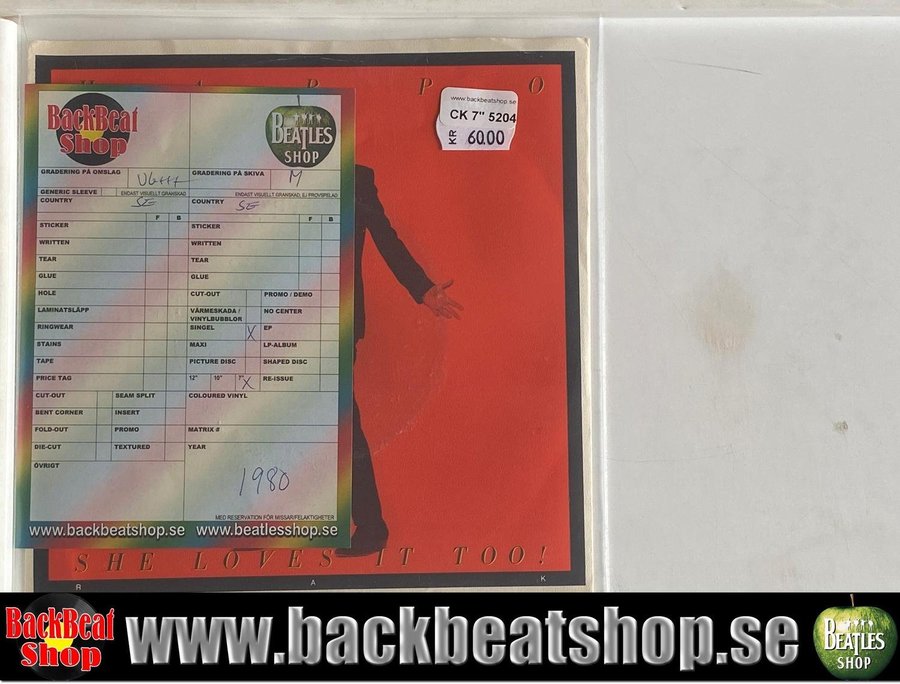 P P O
www.backbeatshop.se
CK 7" 5204
KR 60.00
BackBeat
Shop
BEATLES
SHOP
GRADERING PÅ OMSLAG VG+++ GRADERING PÅ SKIVA M
GENERIC SLEEVE ENDAST VISUELLT GRANSKAD ENDAST VISUELLT GRANSKAD, EJ PROVSPELAD
COUNTRY SE COUNTRY SE
F B F B
STICKER STICKER
WRITTEN WRITTEN
TEAR TEAR
GLUE GLUE
HOLE CUT-OUT PROMO / DEMO
LAMINATSLÄPP VÄRMESKADA / VINYLBUBBLOR NO CENTER
RINGWEAR SINGEL X EP
STAINS MAXI LP-ALBUM
TAPE PICTURE DISC SHAPED DISC
PRICE TAG 12" 10" 7" X RE-ISSUE
CUT-OUT SEAM SPLIT COLOURED VINYL
BENT CORNER INSERT
FOLD-OUT PROMO MATRIX #
DIE-CUT TEXTURED YEAR
ÖVRIGT
1980
MED RESERVATION FÖR MISSAR/FELAKTIGHETER
www.backbeatshop.se www.beatlesshop.se
SHE LOVES IT TOO!
R A K
BackBeat
Shop
www.backbeatshop.se
BEATLES
SHOP